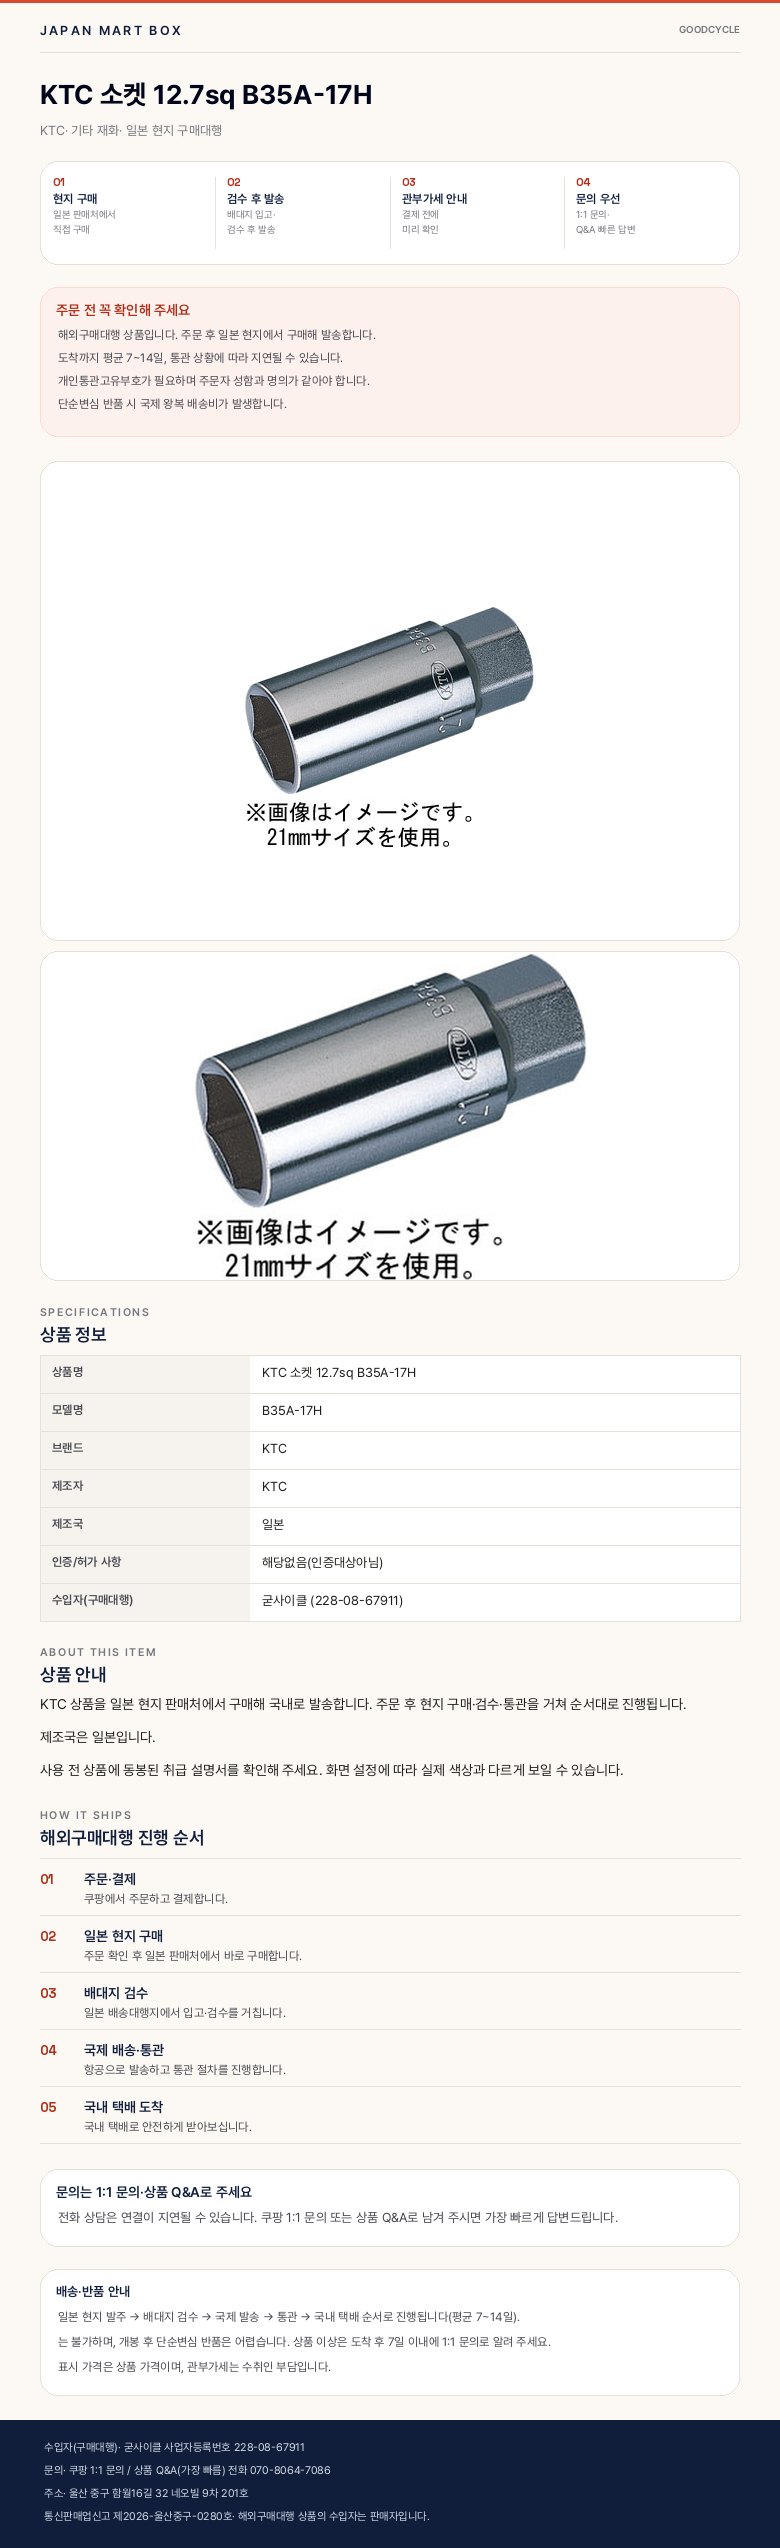 JAPAN MART BOX
GOODCYCLE
KTC 소켓 12.7sq B35A-17H
KTC· 기타 재화· 일본 현지 구매대행
01
현지 구매
일본 판매처에서
직접 구매
02
검수 후 발송
배대지 입고·
검수 후 발송
03
관부가세 안내
결제 전에
미리 확인
04
문의 우선
1:1 문의·
Q&A 빠른 답변
주문 전 꼭 확인해 주세요
해외구매대행 상품입니다. 주문 후 일본 현지에서 구매해 발송합니다.
도착까지 평균 7~14일, 통관 상황에 따라 지연될 수 있습니다.
개인통관고유부호가 필요하며 주문자 성함과 명의가 같아야 합니다.
단순변심 반품 시 국제 왕복 배송비가 발생합니다.
KTC
※画像はイメージです。
21mmサイズを使用。
KTC
※画像はイメージです。
21mmサイズを使用。
SPECIFICATIONS
상품 정보
상품명 KTC 소켓 12.7sq B35A-17H
모델명 B35A-17H
브랜드 KTC
제조자 KTC
제조국 일본
인증/허가 사항 해당없음(인증대상아님)
수입자(구매대행) 굳사이클 (228-08-67911)
ABOUT THIS ITEM
상품 안내
KTC 상품을 일본 현지 판매처에서 구매해 국내로 발송합니다. 주문 후 현지 구매·검수·통관을 거쳐 순서대로 진행됩니다.
제조국은 일본입니다.
사용 전 상품에 동봉된 취급 설명서를 확인해 주세요. 화면 설정에 따라 실제 색상과 다르게 보일 수 있습니다.
HOW IT SHIPS
해외구매대행 진행 순서
01 주문·결제
쿠팡에서 주문하고 결제합니다.
02 일본 현지 구매
주문 확인 후 일본 판매처에서 바로 구매합니다.
03 배대지 검수
일본 배송대행지에서 입고·검수를 거칩니다.
04 국제 배송·통관
항공으로 발송하고 통관 절차를 진행합니다.
05 국내 택배 도착
국내 택배로 안전하게 받아보십니다.
문의는 1:1 문의·상품 Q&A로 주세요
전화 상담은 연결이 지연될 수 있습니다. 쿠팡 1:1 문의 또는 상품 Q&A로 남겨 주시면 가장 빠르게 답변드립니다.
배송·반품 안내
일본 현지 발주 → 배대지 검수 → 국제 발송 → 통관 → 국내 택배 순서로 진행됩니다(평균 7~14일).
는 불가하며, 개봉 후 단순변심 반품은 어렵습니다. 상품 이상은 도착 후 7일 이내에 1:1 문의로 알려 주세요.
표시 가격은 상품 가격이며, 관부가세는 수취인 부담입니다.
수입자(구매대행)· 굳사이클 사업자등록번호 228-08-67911
문의· 쿠팡 1:1 문의 / 상품 Q&A(가장 빠름) 전화 070-8064-7086
주소· 울산 중구 함월16길 32 네오빌 9차 201호
통신판매업신고 제2026-울산중구-0280호· 해외구매대행 상품의 수입자는 판매자입니다.